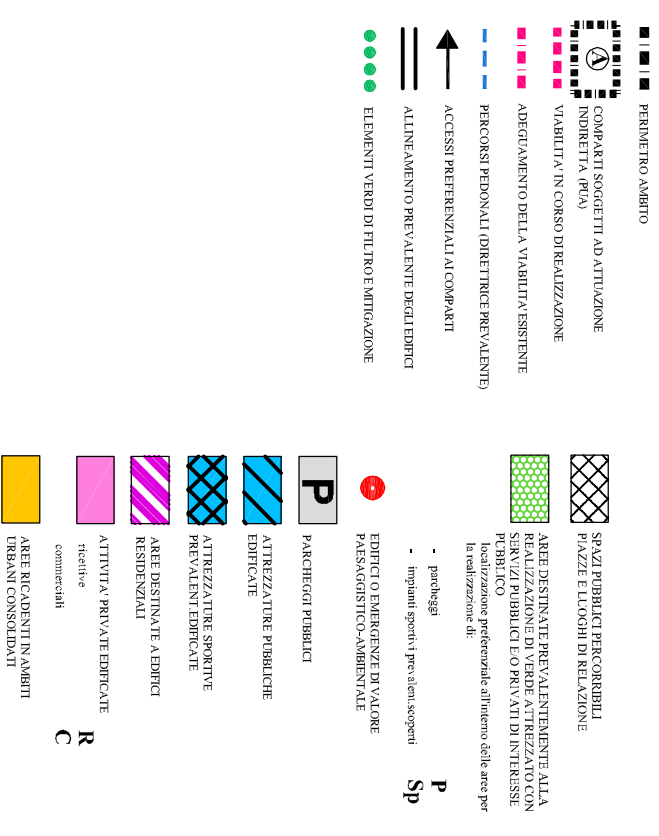 PERIMETRO AMBITO
A
COMPARTI SOGGETTI AD ATTUAZIONE
INDIRETTA (PUA)
VIABILITA' IN CORSO DI REALIZZAZIONE
ADEGUAMENTO DELLA VIABILITA' ESISTENTE
PERCORSI PEDONALI (DIRETTRICE PREVALENTE)
ACCESSI PREFERENZIALI AI COMPARTI
ALLINEAMENTO PREVALENTE DEGLI EDIFICI
ELEMENTI VERDI DI FILTRO E MITIGAZIONE
SPAZI PUBBLICI PERCORRIBILI
PIAZZE E LUOGHI DI RELAZIONE
AREE DESTINATE PREVALENTEMENTE ALLA
REALIZZAZIONE DI VERDE ATTREZZATO CON
SERVIZI PUBBLICI E/O PRIVATI DI INTERESSE
PUBBLICO
localizzazione preferenziale all'interno delle aree per
la realizzazione di:
- parcheggi P
- impianti sportivi prevalent.scoperti Sp
EDIFICI O EMERGENZE DI VALORE
PAESAGGISTICO-AMBIENTALE
P
PARCHEGGI PUBBLICI
ATTREZZATURE PUBBLICHE
EDIFICATE
ATTREZZATURE SPORTIVE
PREVALENT.EDIFICATE
AREE DESTINATE A EDIFICI
RESIDENZIALI
ATTIVITA' PRIVATE EDIFICATE
ricettive R
commerciali C
AREE RICADENTI IN AMBITI
URBANI CONSOLIDATI